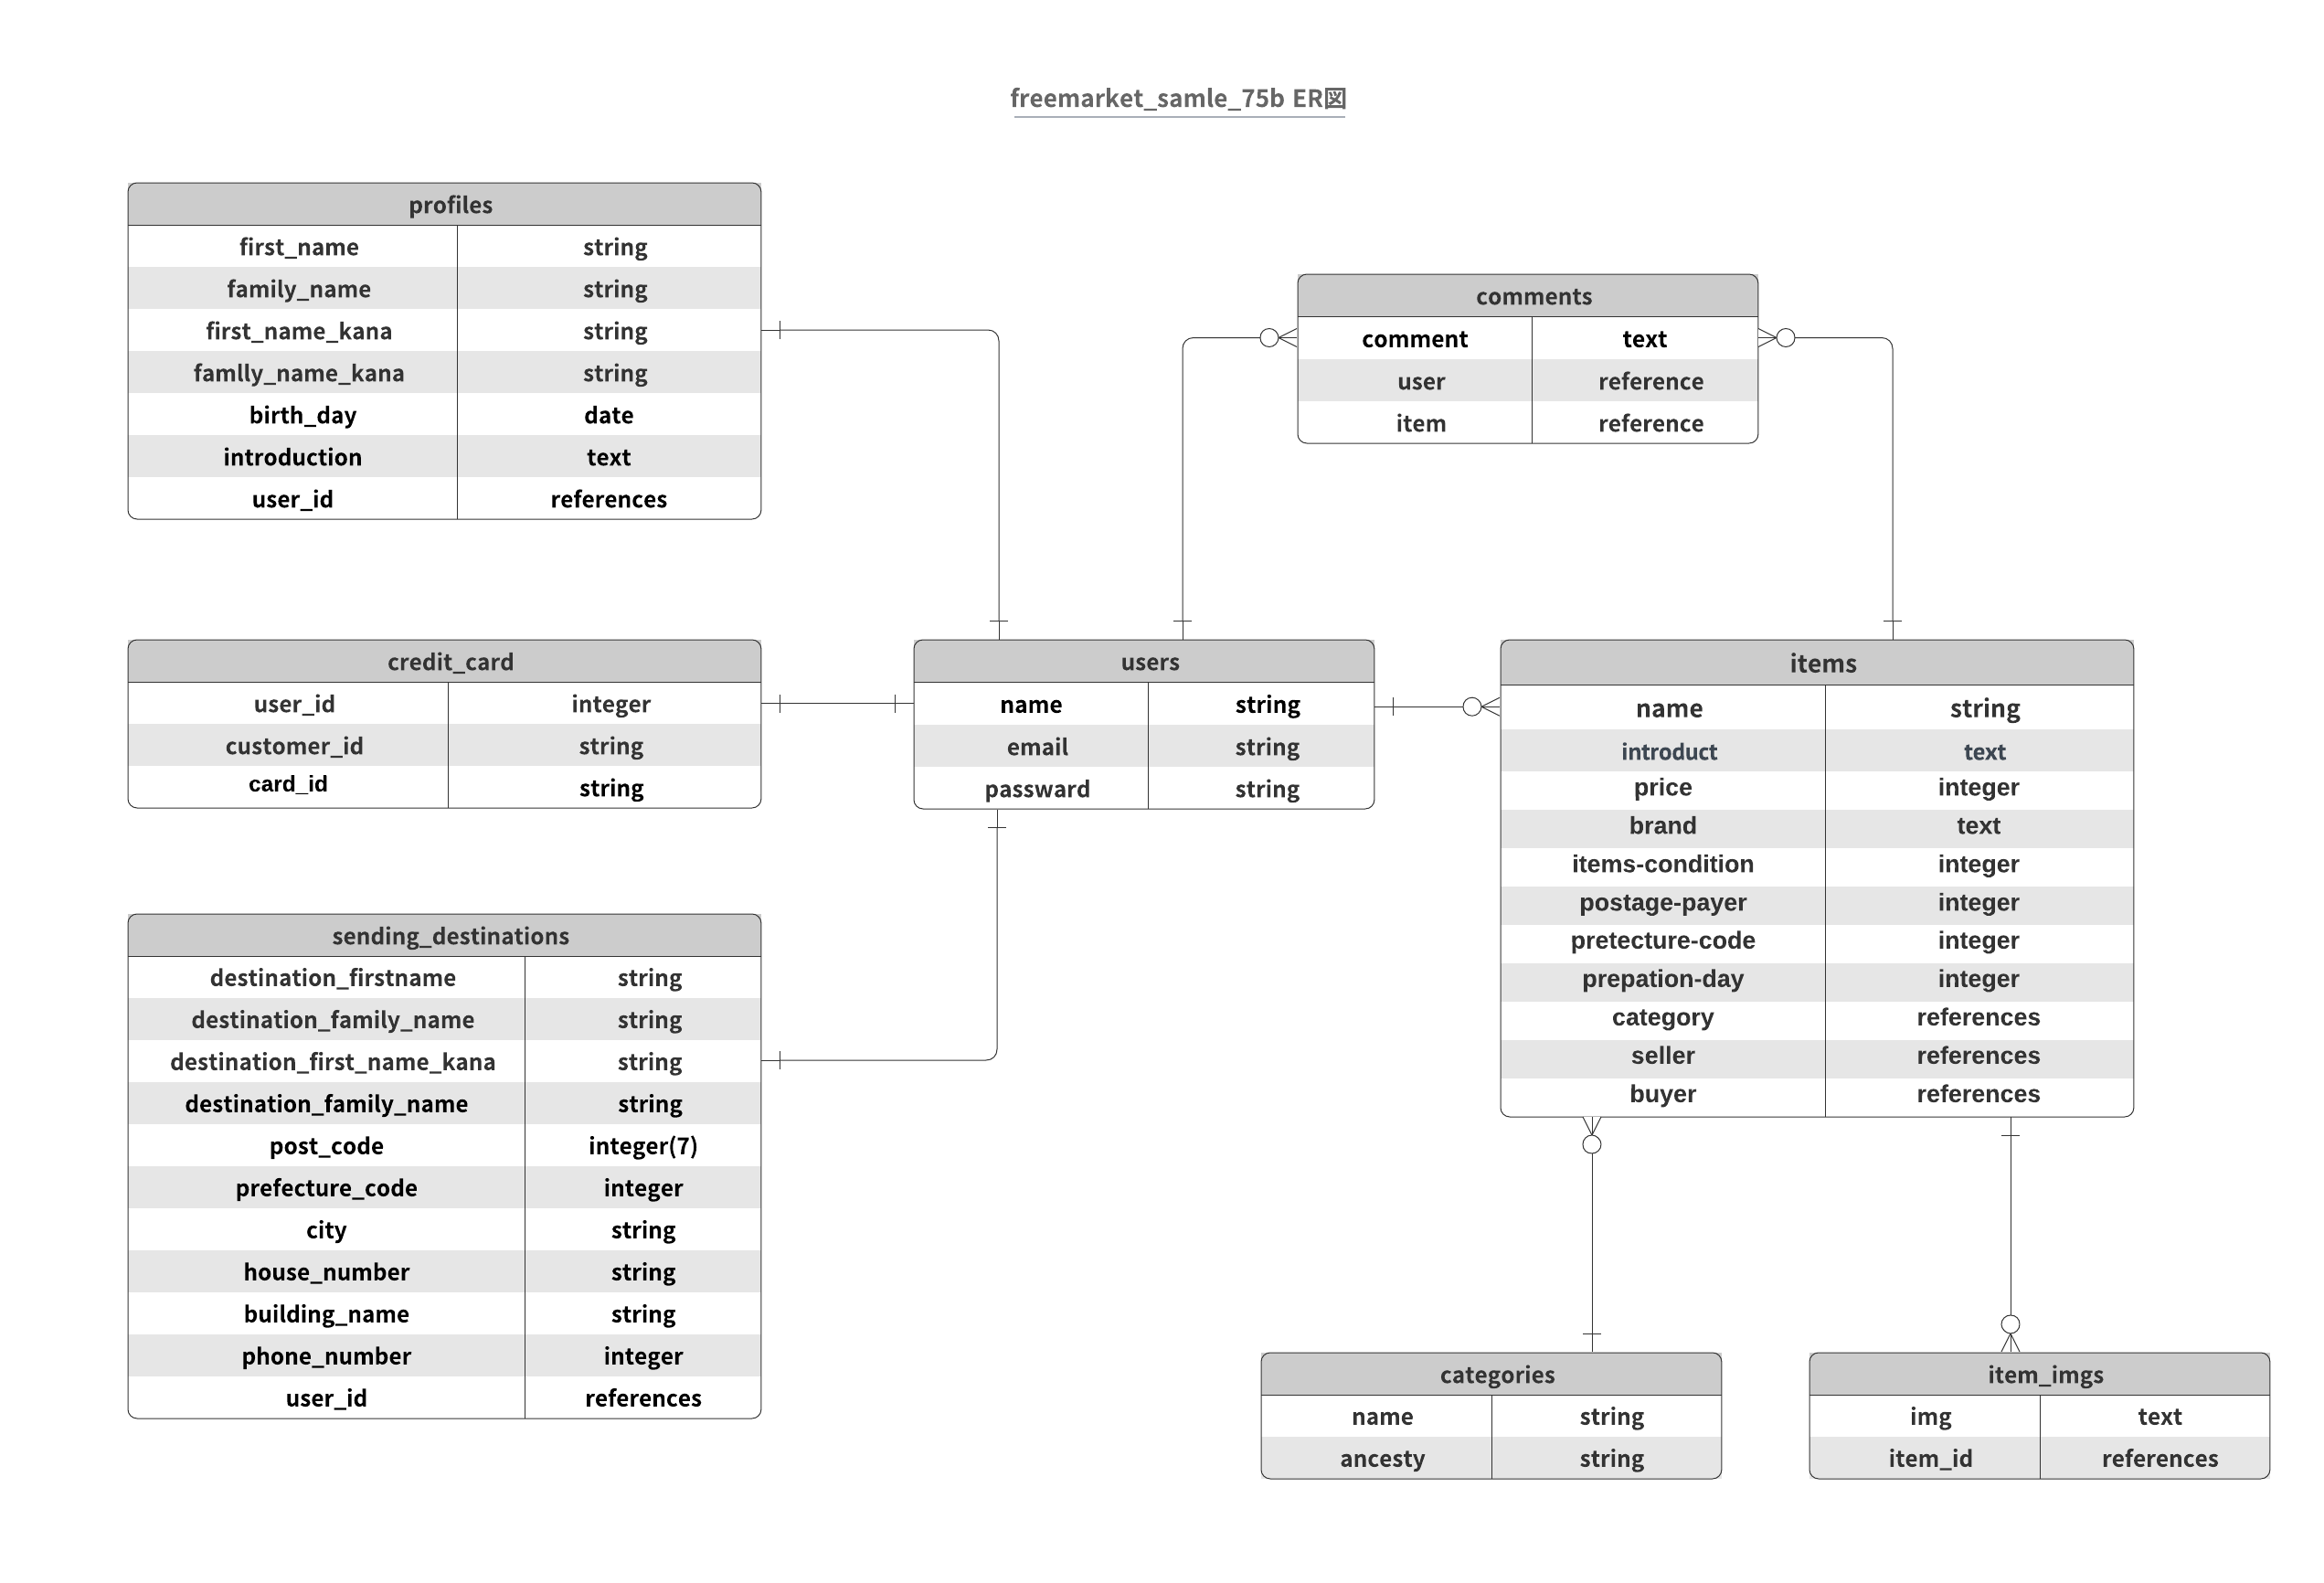 freemarket_samle_75b ER図
profiles
first_name string
family_name string
first_name_kana string
famlly_name_kana string
birth_day date
introduction text
user_id references
comments
comment text
user reference
item reference
credit_card
user_id integer
customer_id string
card_id string
users
name string
email string
passward string
items
name string
introduct text
price integer
brand text
items-condition integer
postage-payer integer
pretecture-code integer
prepation-day integer
category references
seller references
buyer references
sending_destinations
destination_firstname string
destination_family_name string
destination_first_name_kana string
destination_family_name string
post_code integer(7)
prefecture_code integer
city string
house_number string
building_name string
phone_number integer
user_id references
categories
name string
ancesty string
item_imgs
img text
item_id references